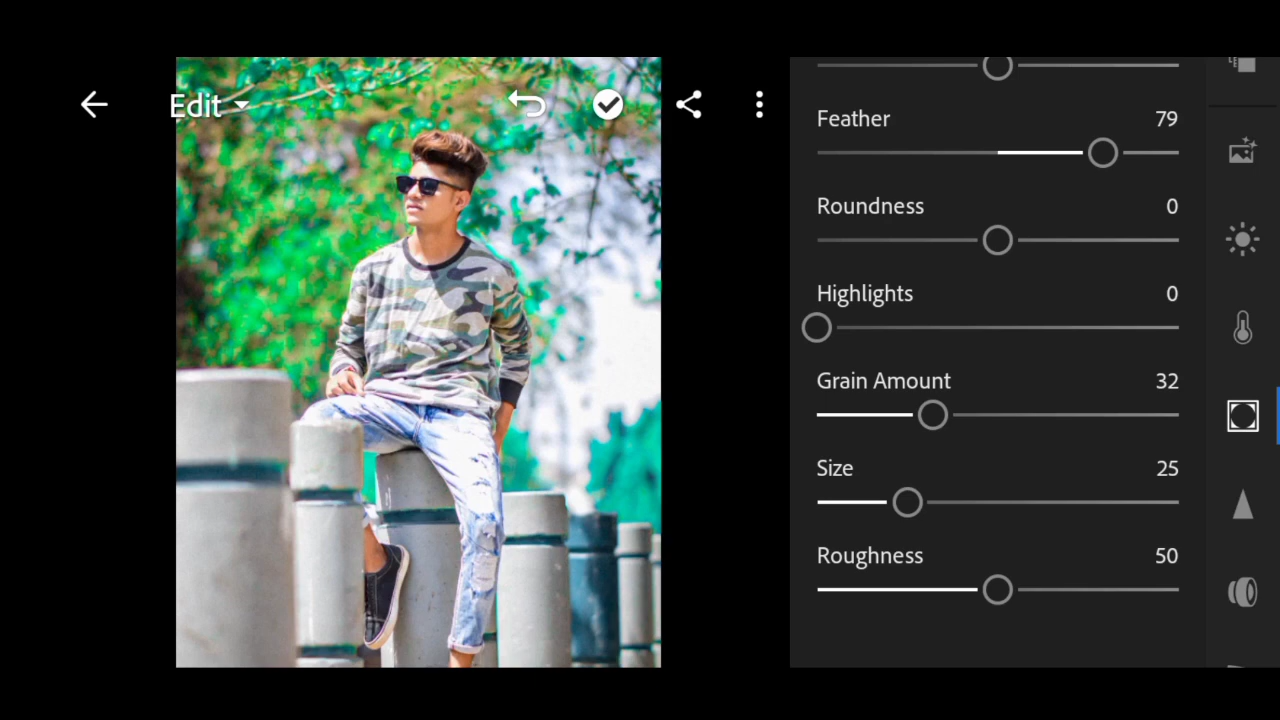 Edit
Feather 79
Roundness 0
Highlights 0
Grain Amount 32
Size 25
Roughness 50